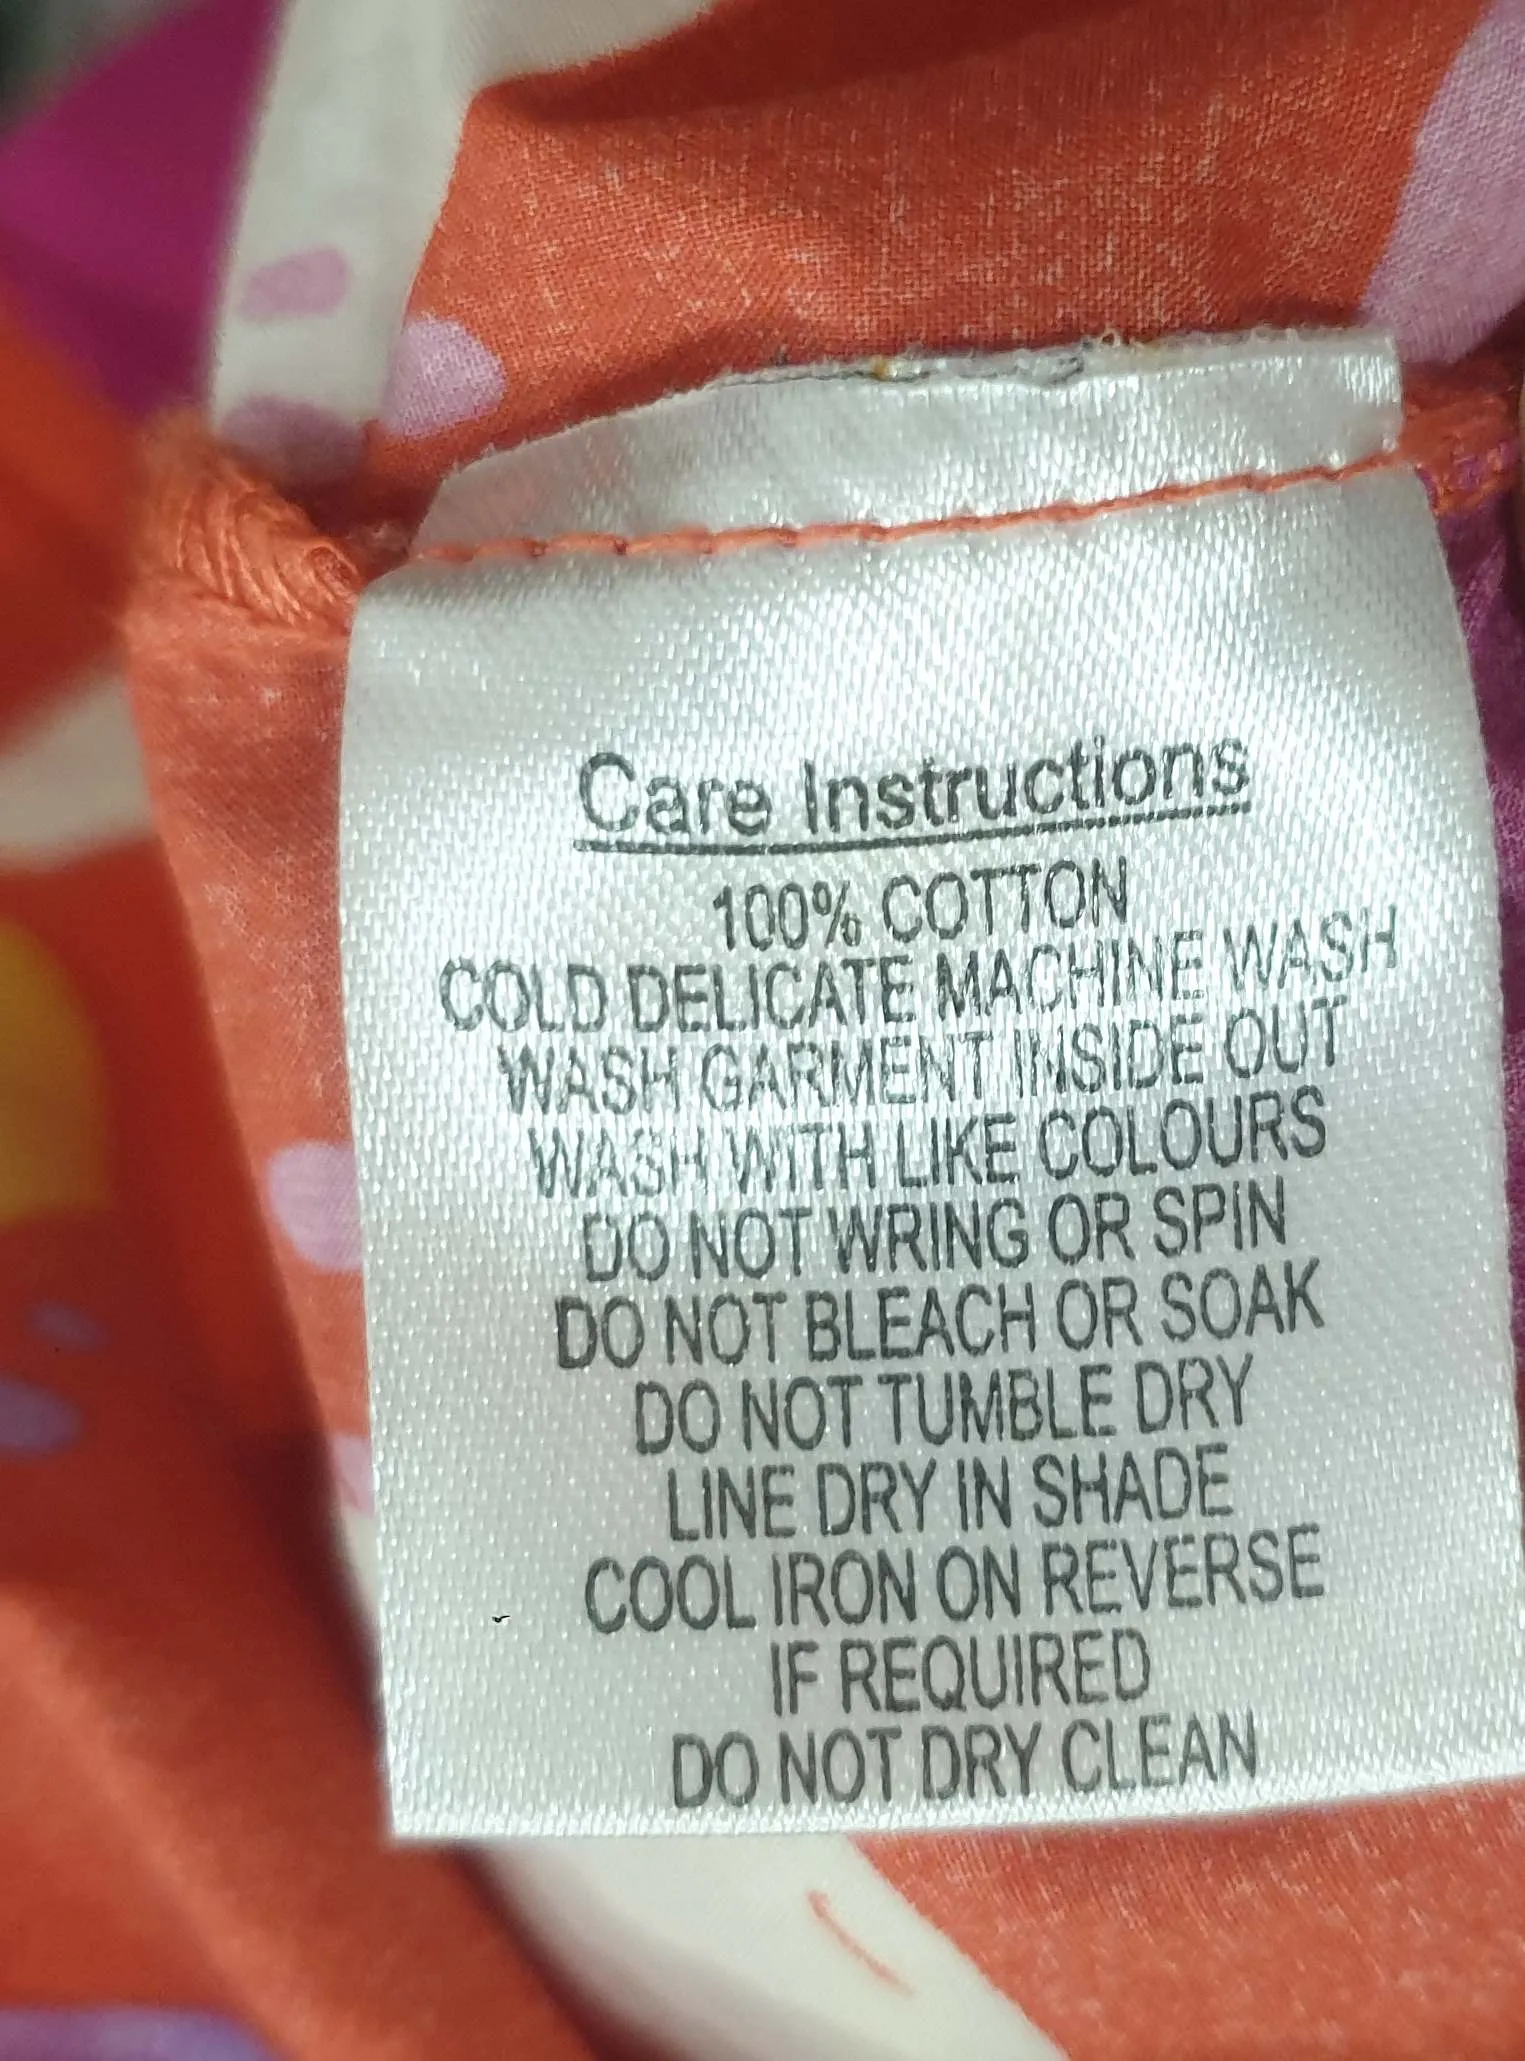 Care Instructions
100% COTTON
COLD DELICATE MACHINE WASH
WASH GARMENT INSIDE OUT
WASH WITH LIKE COLOURS
DO NOT WRING OR SPIN
DO NOT BLEACH OR SOAK
DO NOT TUMBLE DRY
LINE DRY IN SHADE
COOL IRON ON REVERSE
IF REQUIRED
DO NOT DRY CLEAN